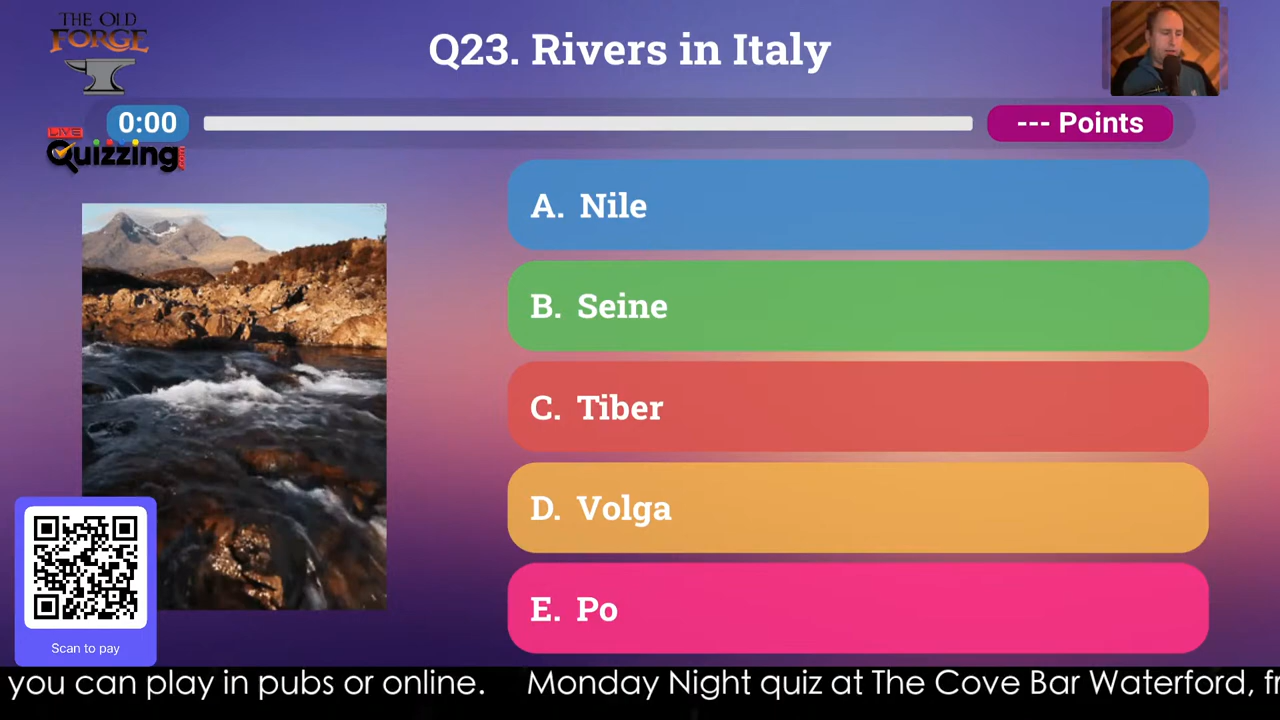 THE OLD
FORGE
Q23. Rivers in Italy
0:00
--- Points
LIVE
Quizzing
A. Nile
B. Seine
C. Tiber
D. Volga
E. Po
Scan to pay
you can play in pubs or online. Monday Night quiz at The Cove Bar Waterford, fr